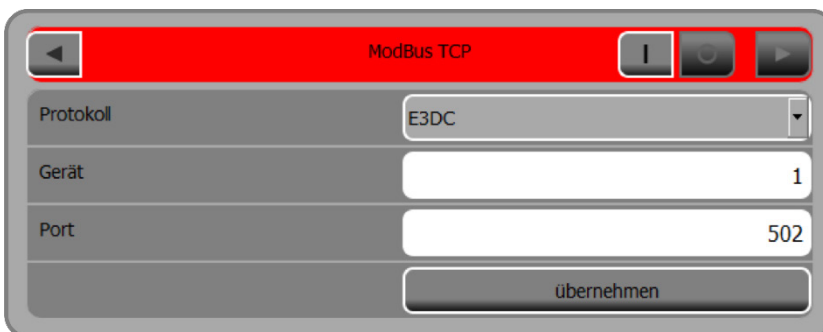 ModBus TCP
Protokoll E3DC
Gerät 1
Port 502
übernehmen